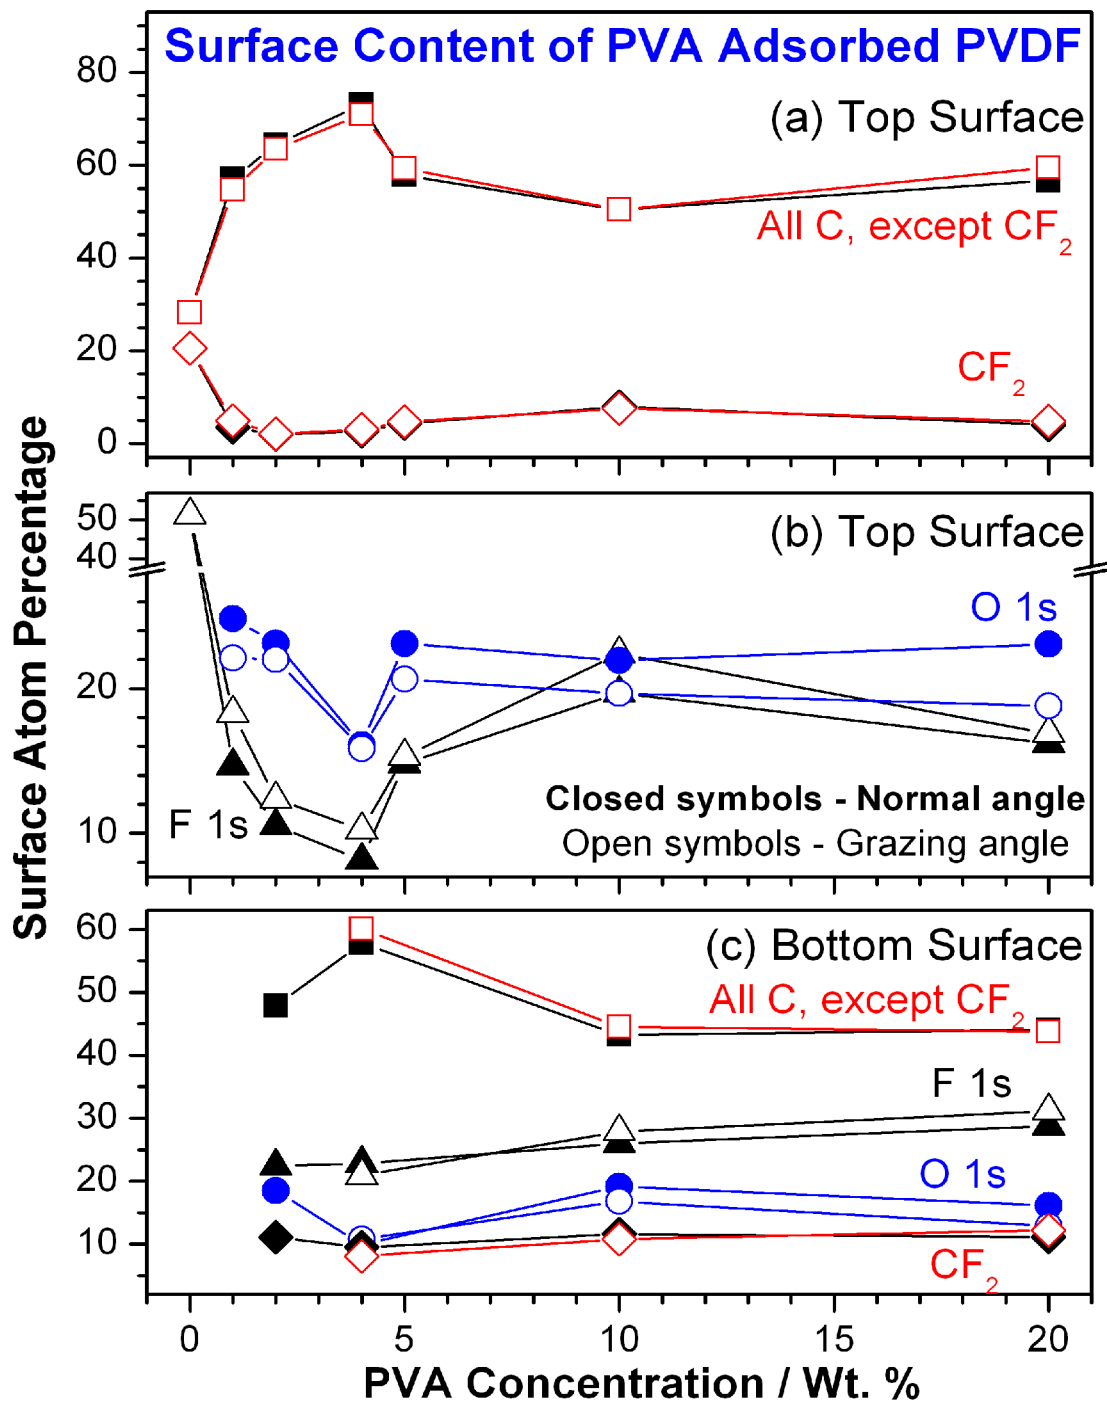 Surface Content of PVA Adsorbed PVDF
(a) Top Surface
80
60
40
20
0
All C, except CF₂
CF₂
Surface Atom Percentage
(b) Top Surface
50
40
20
10
O 1s
F 1s
Closed symbols - Normal angle
Open symbols - Grazing angle
(c) Bottom Surface
60
50
40
30
20
10
All C, except CF₂
F 1s
O 1s
CF₂
0 5 10 15 20
PVA Concentration / Wt. %